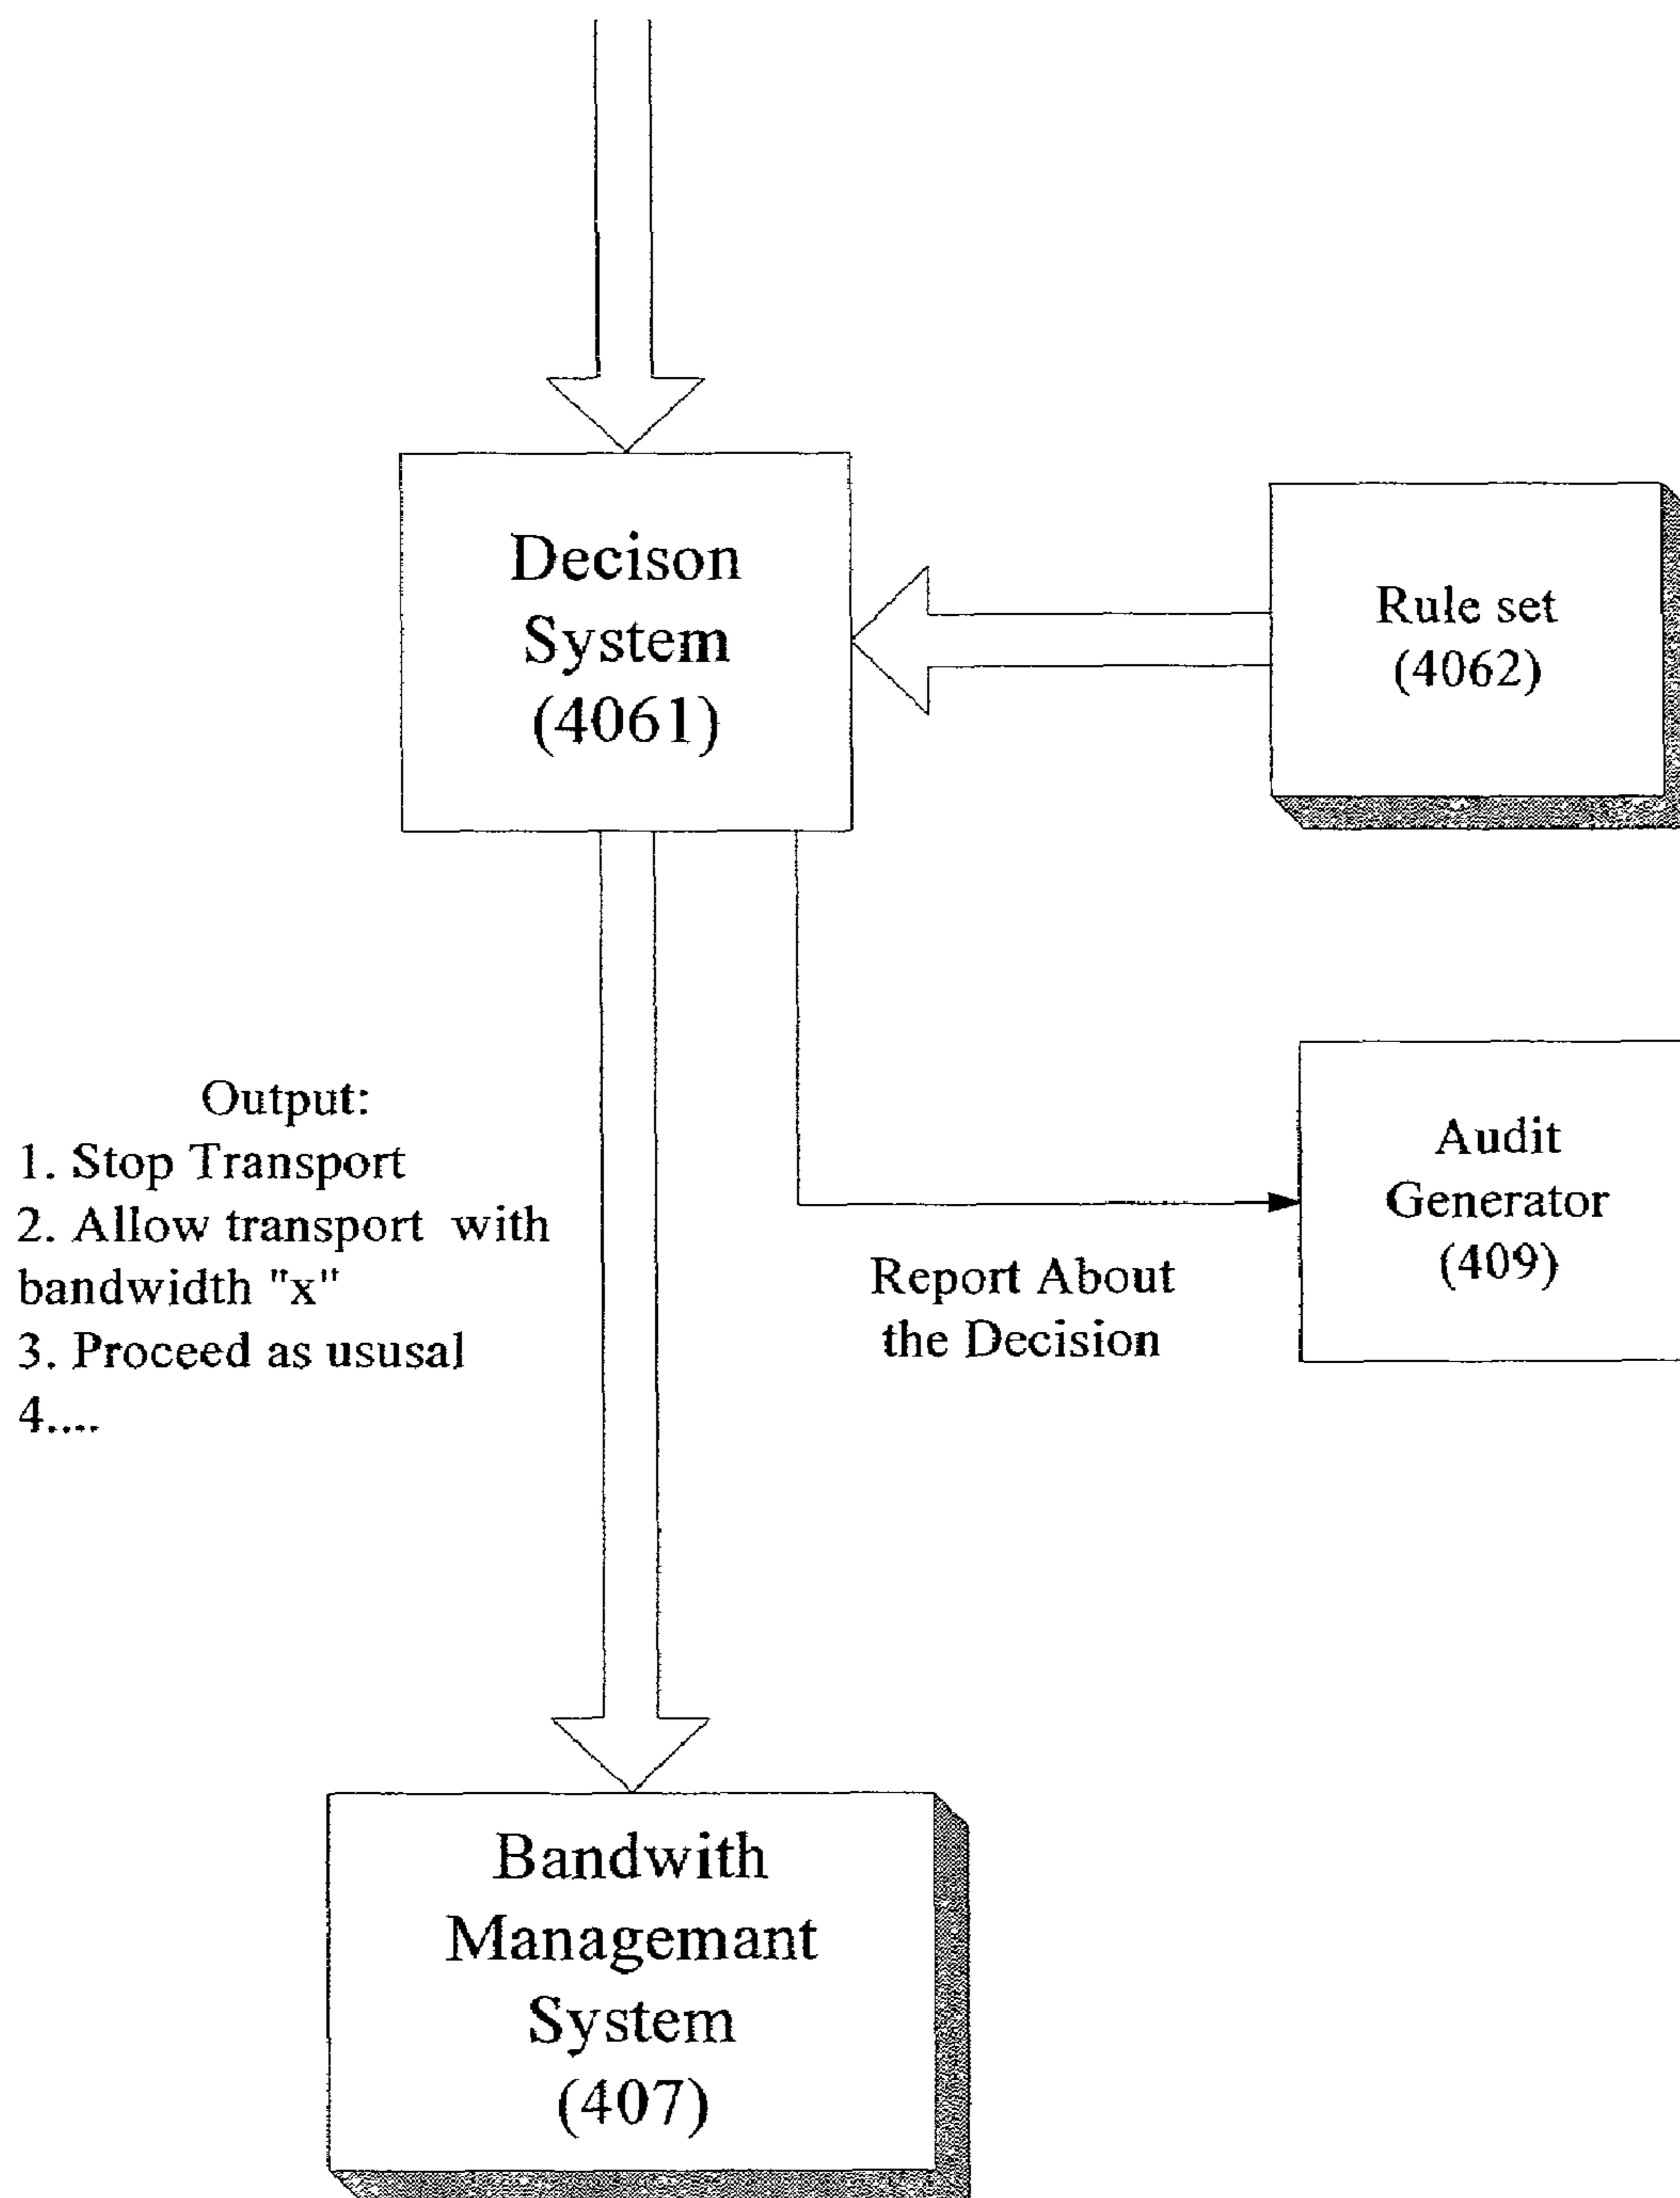 Decison
System
(4061)
Rule set
(4062)
Output:
1. Stop Transport
2. Allow transport with
bandwidth "x"
3. Proceed as ususal
4....
Report About
the Decision
Audit
Generator
(409)
Bandwith
Managemant
System
(407)